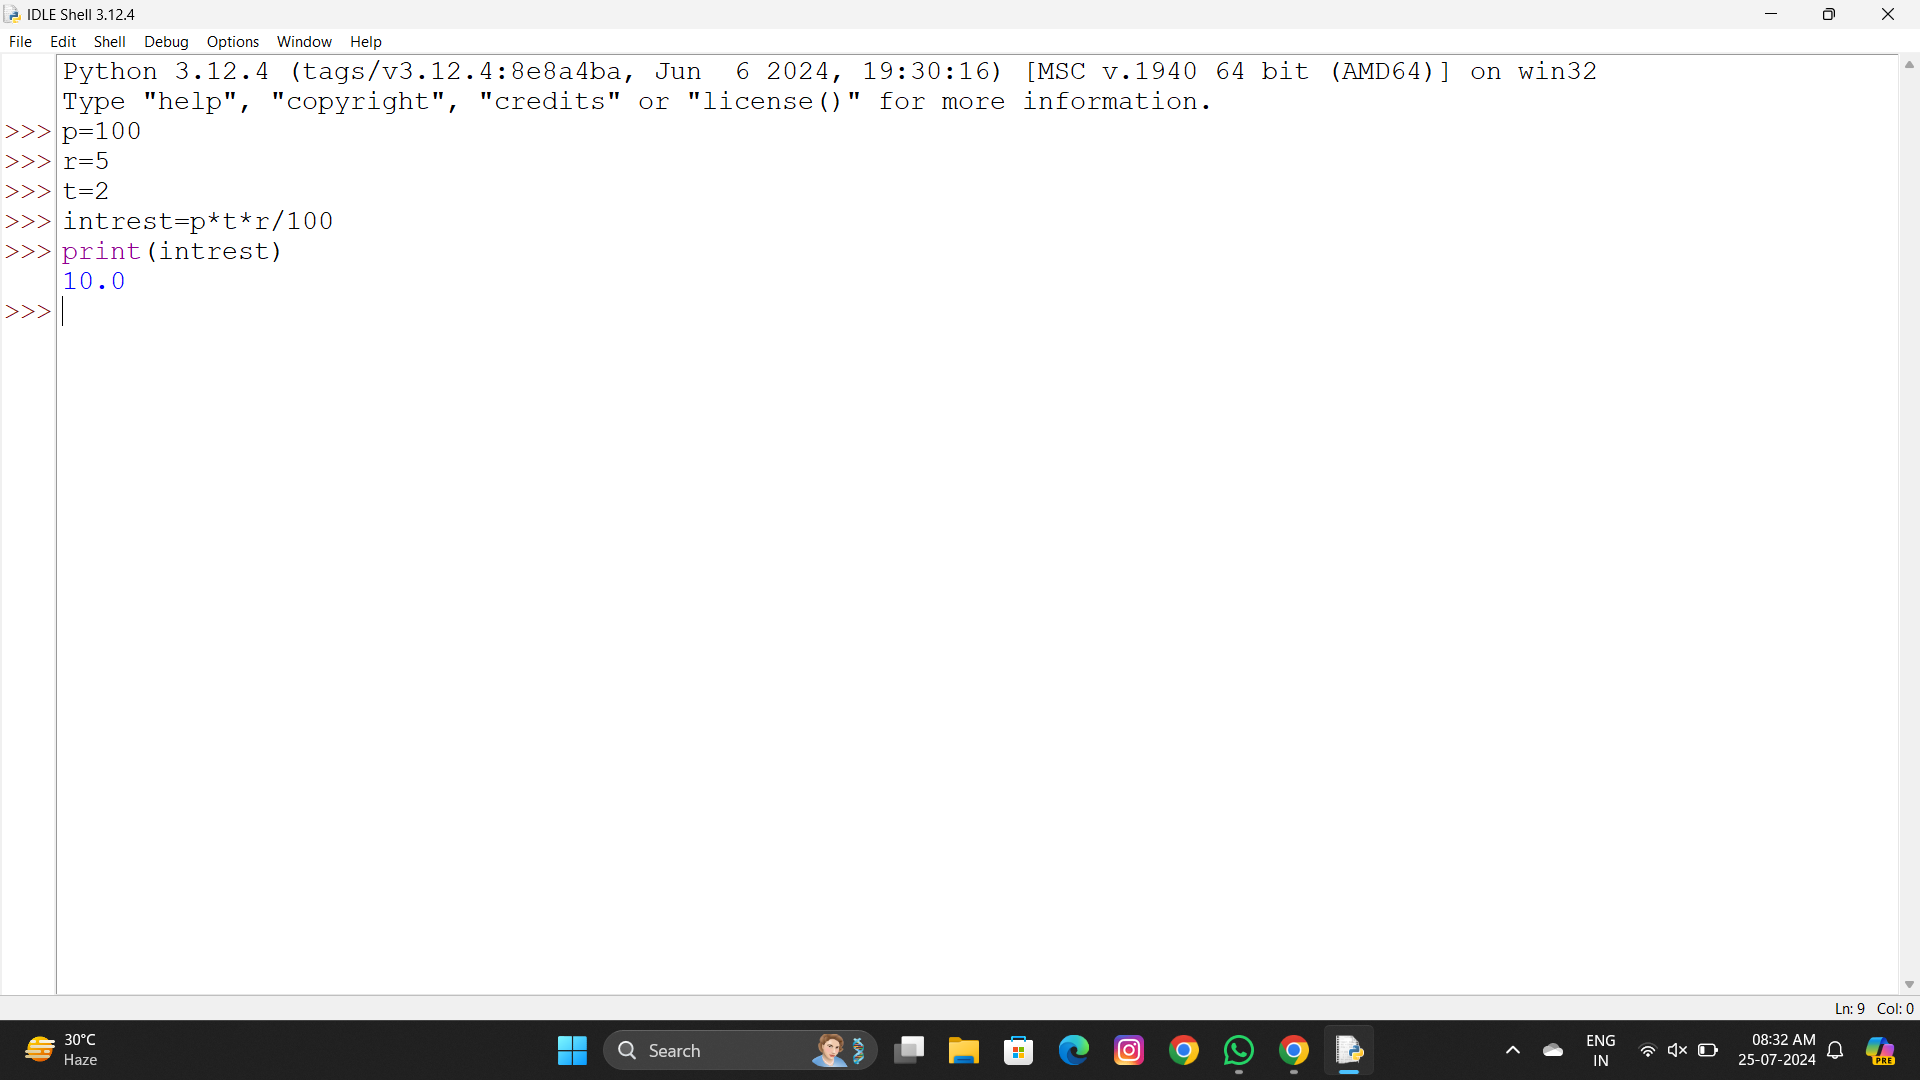 IDLE Shell 3.12.4
File Edit Shell Debug Options Window Help
Python 3.12.4 (tags/v3.12.4:8e8a4ba, Jun  6 2024, 19:30:16) [MSC v.1940 64 bit (AMD64)] on win32
Type "help", "copyright", "credits" or "license()" for more information.
>>> p=100
>>> r=5
>>> t=2
>>> intrest=p*t*r/100
>>> print(intrest)
10.0
>>>
Ln: 9 Col: 0
30°C
Haze
Search
ENG
IN
08:32 AM
25-07-2024
PRE